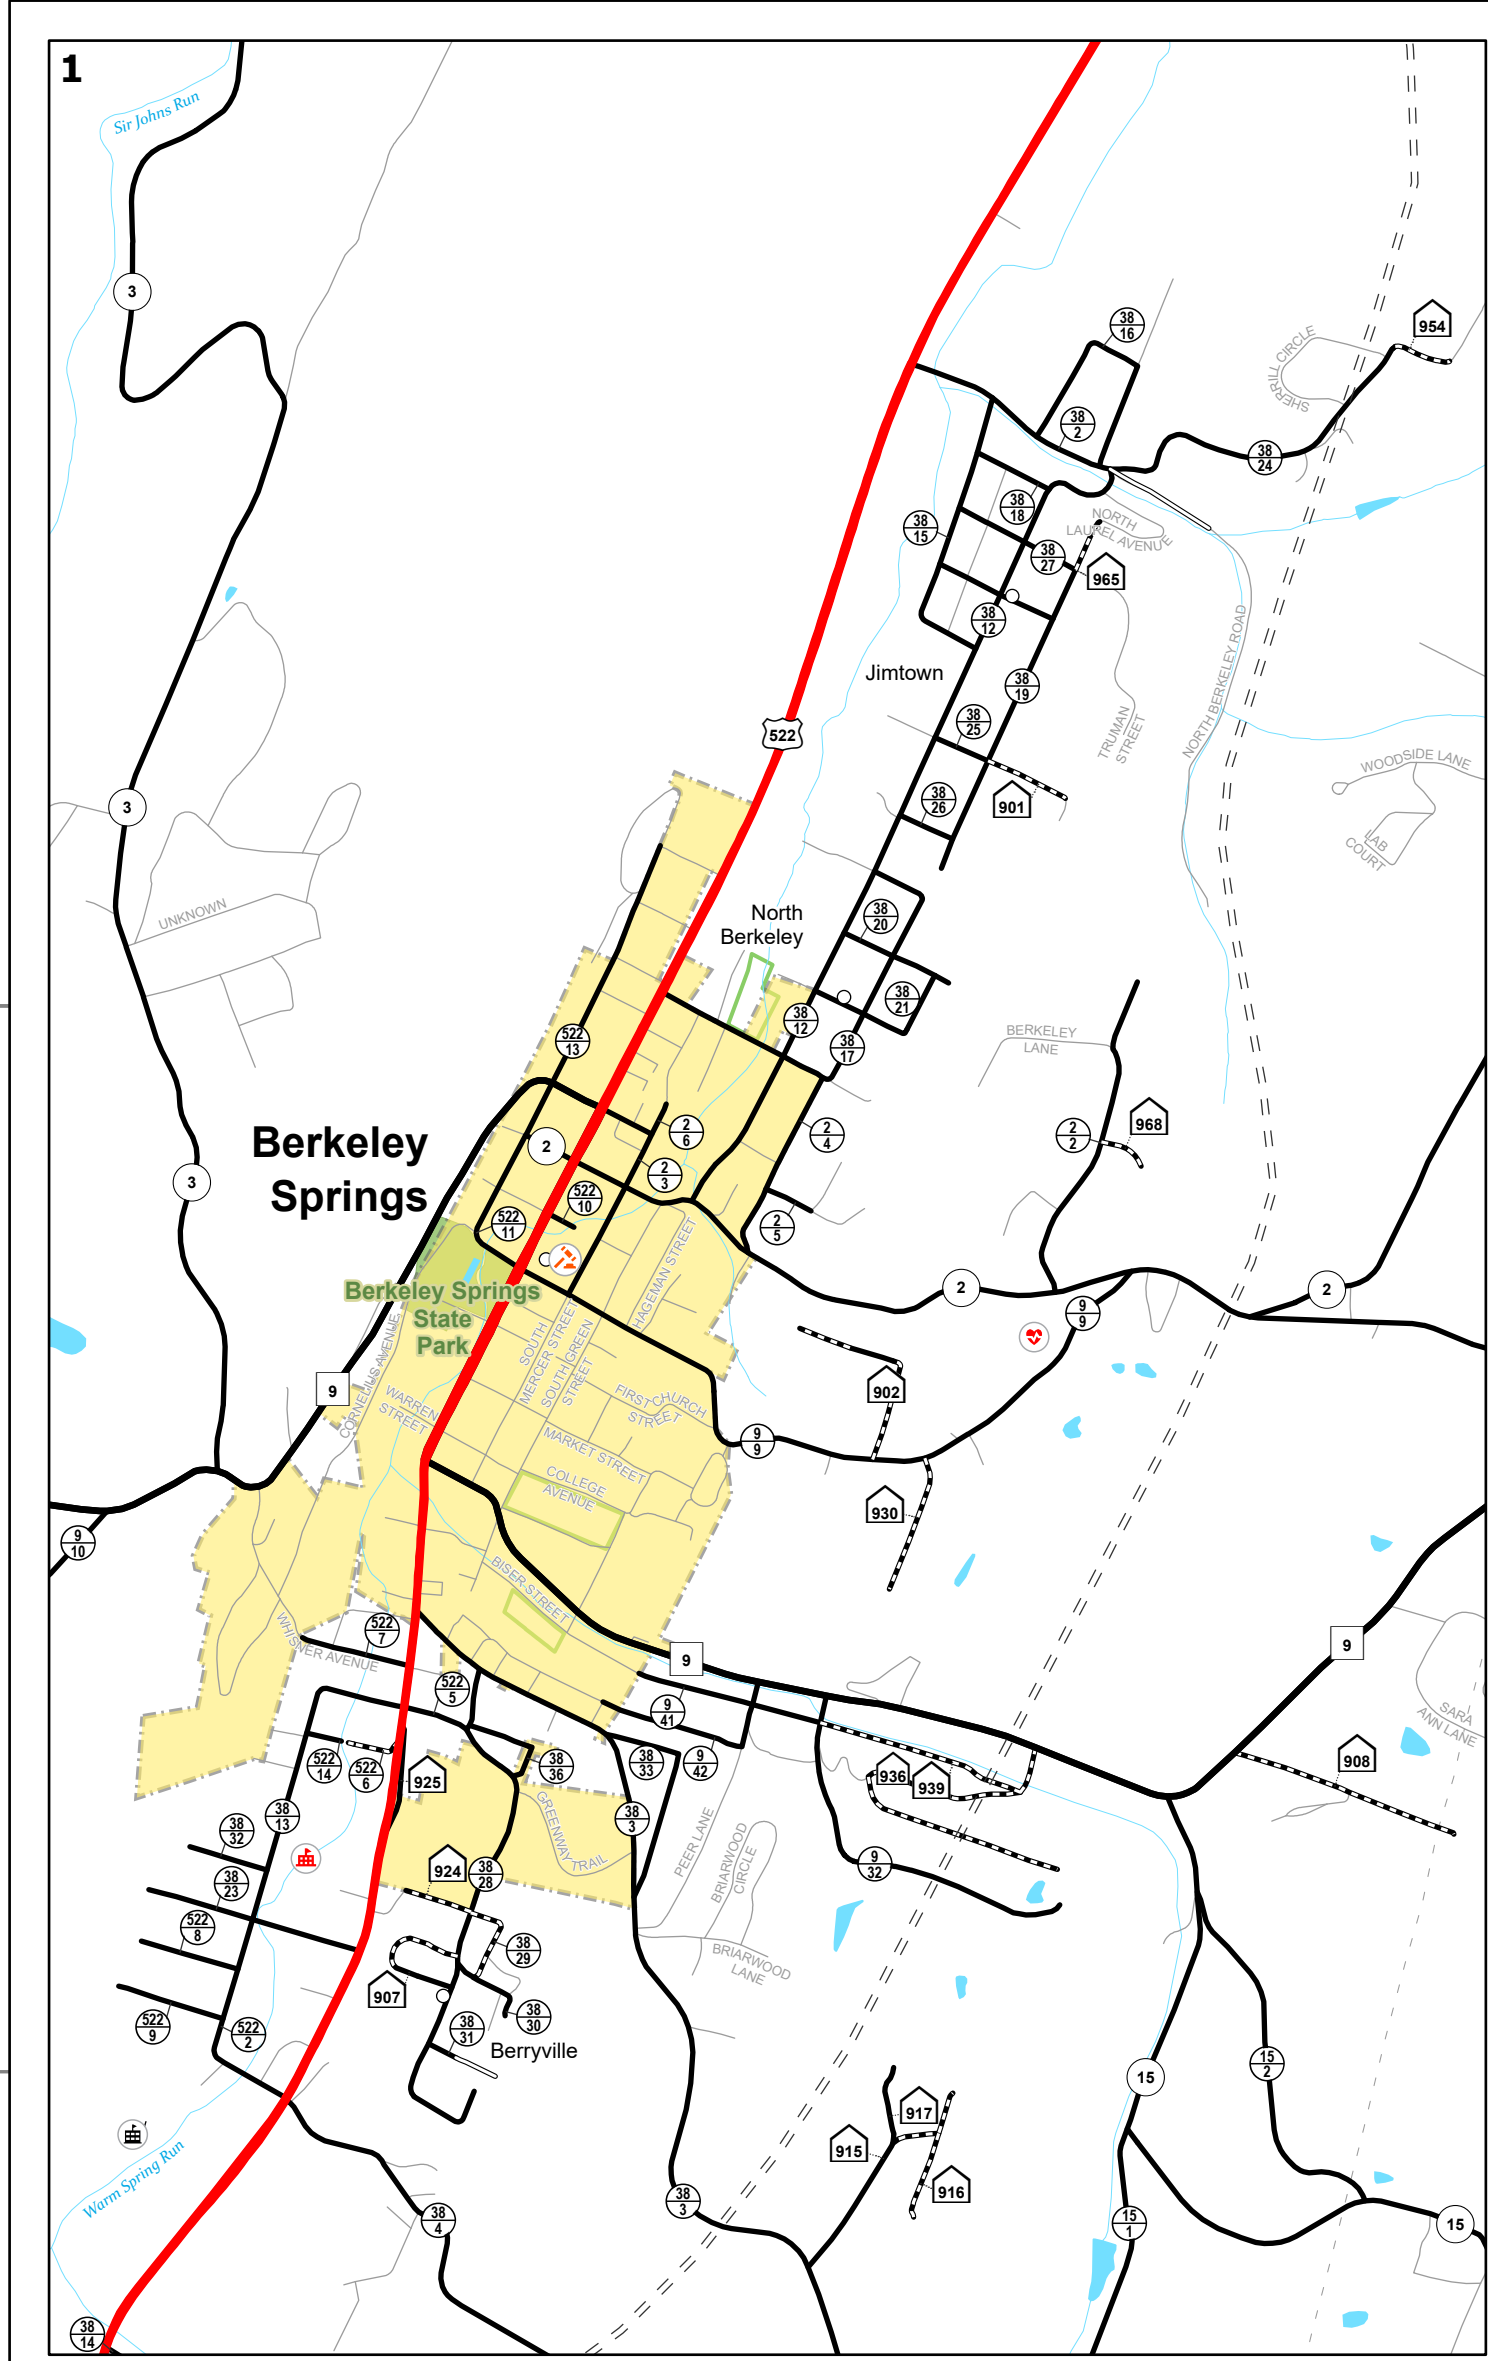 1
Sir Johns Run
3
38
16
954
SHERRILL CIRCLE
38
2
38
24
38
18
38
15
NORTH
LAUREL AVENUE
38
27
965
38
12
Jimtown
38
19
NORTH BERKELEY ROAD
TRUMAN
STREET
38
25
522
WOODSIDE LANE
38
26
901
3
LAB
COURT
UNKNOWN
North
Berkeley
38
20
38
21
38
12
522
13
38
17
BERKELEY
LANE
968
2
2
2
6
2
4
Berkeley
Springs
2
2
3
3
522
10
522
11
2
5
HAGEMAN STREET
2
2
Berkeley Springs
State
Park
9
9
SOUTH
MERCER STREET
SOUTH GREEN
STREET
CORNELIUS AVENUE
9
902
WARREN
STREET
FIRST CHURCH
STREET
9
9
MARKET STREET
COLLEGE
AVENUE
930
9
10
BISER STREET
WHISNER AVENUE
522
7
9
9
522
5
9
41
SARA
ANN LANE
522
14
522
6
925
38
36
38
33
9
42
936
939
908
38
13
38
32
38
3
GREENWAY TRAIL
PEER LANE
BRIARWOOD
CIRCLE
9
32
924
38
28
38
23
522
8
38
29
BRIARWOOD
LANE
907
38
30
522
9
522
2
38
31
Berryville
15
15
2
917
915
916
Warm Spring Run
38
3
38
4
15
1
15
38
14